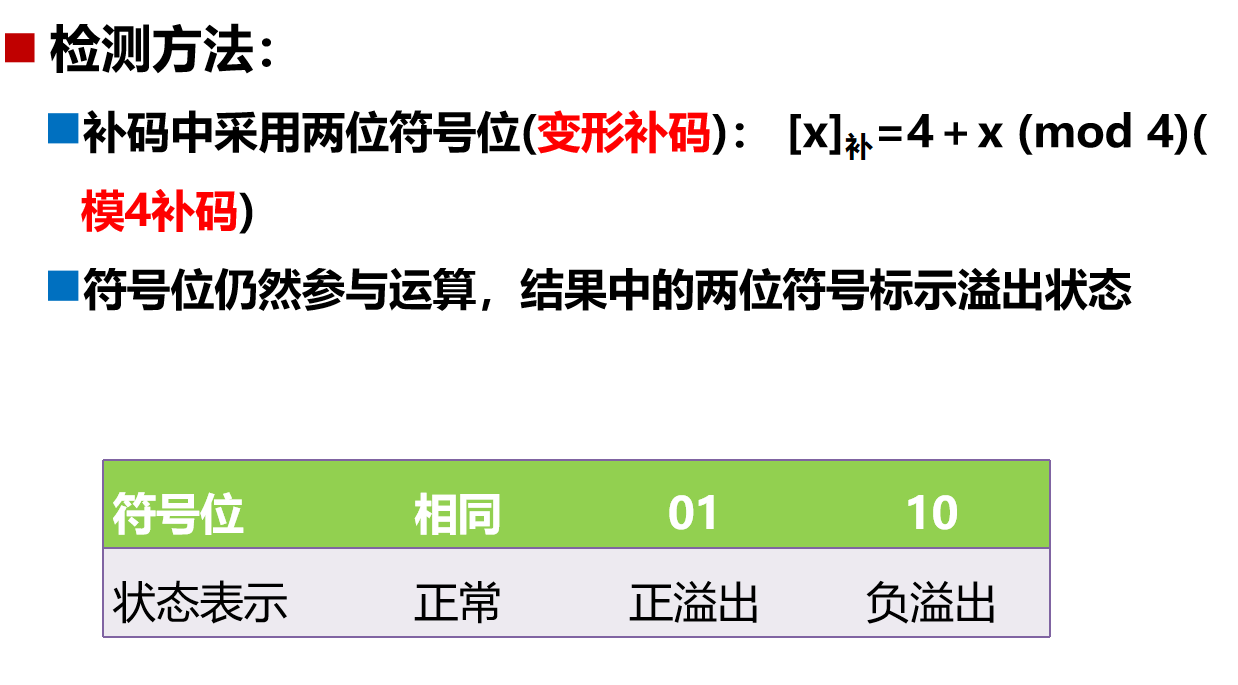 检测方法：
补码中采用两位符号位(变形补码)： [x]补=4＋x (mod 4)(
模4补码)
符号位仍然参与运算，结果中的两位符号标示溢出状态
符号位 相同 01 10
状态表示 正常 正溢出 负溢出